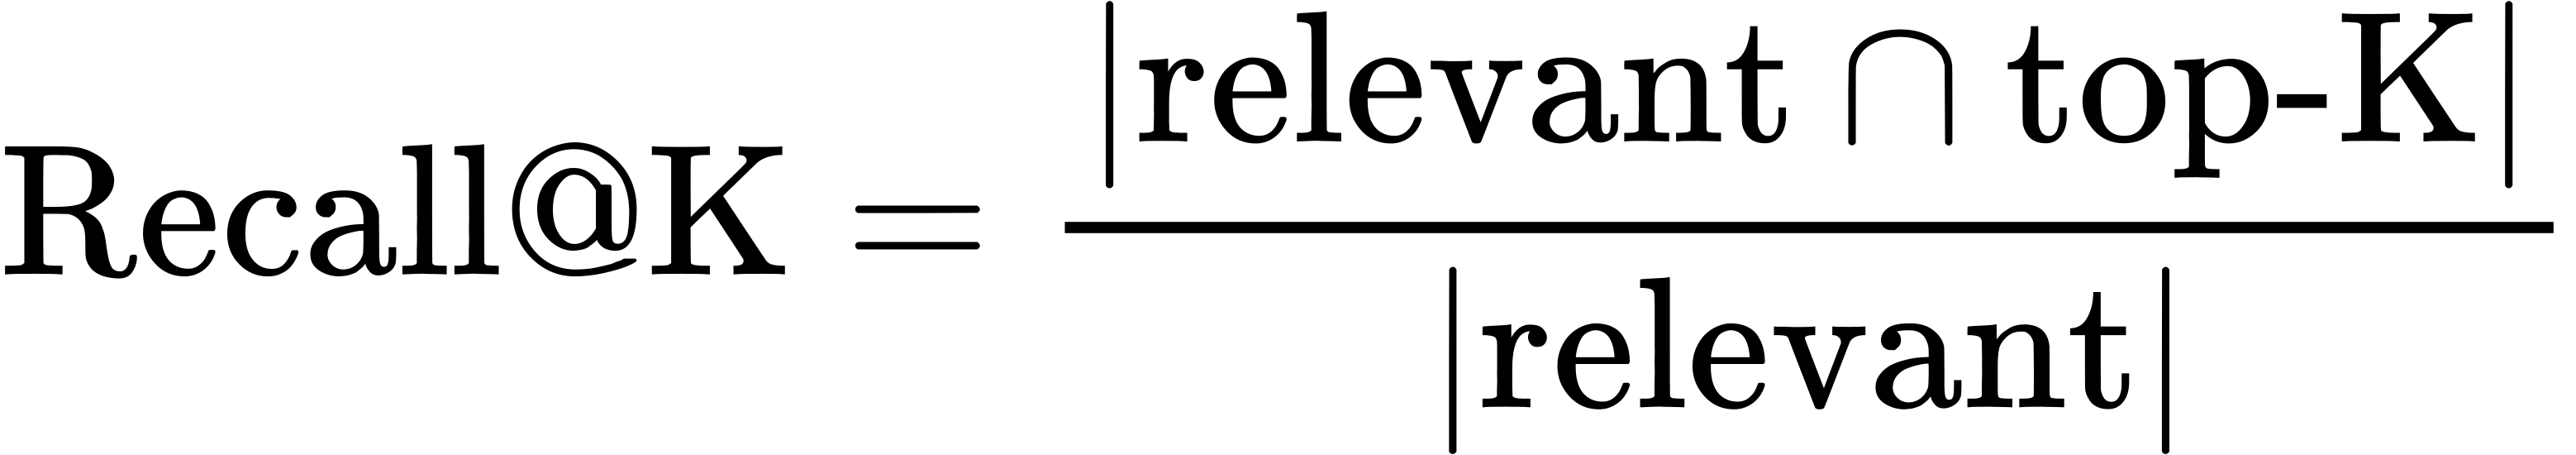 Recall@K = |relevant ∩ top-K| / |relevant|